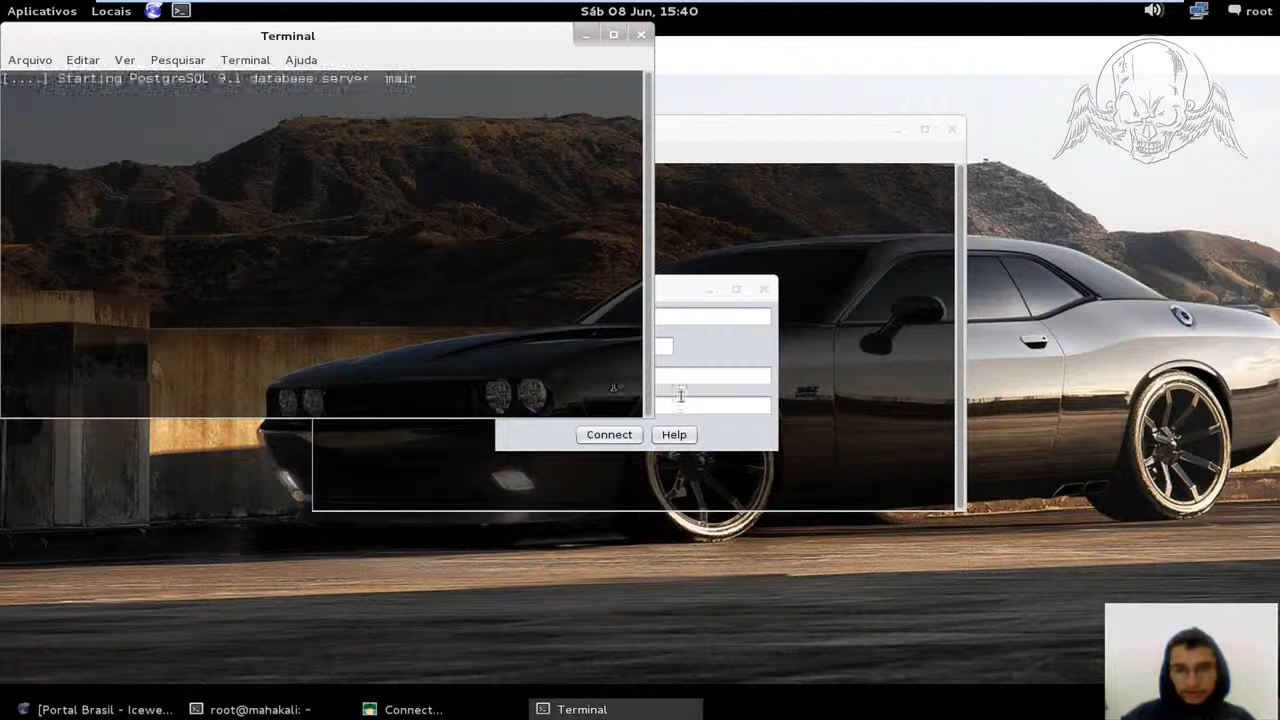 Aplicativos Locais Sáb 08 Jun, 15:40 root
Terminal
Arquivo Editar Ver Pesquisar Terminal Ajuda
[....] Starting PostgreSQL 9.1 database server main
Connect Help
[Portal Brasil - Icewe... root@mahakali: ~ Connect... Terminal